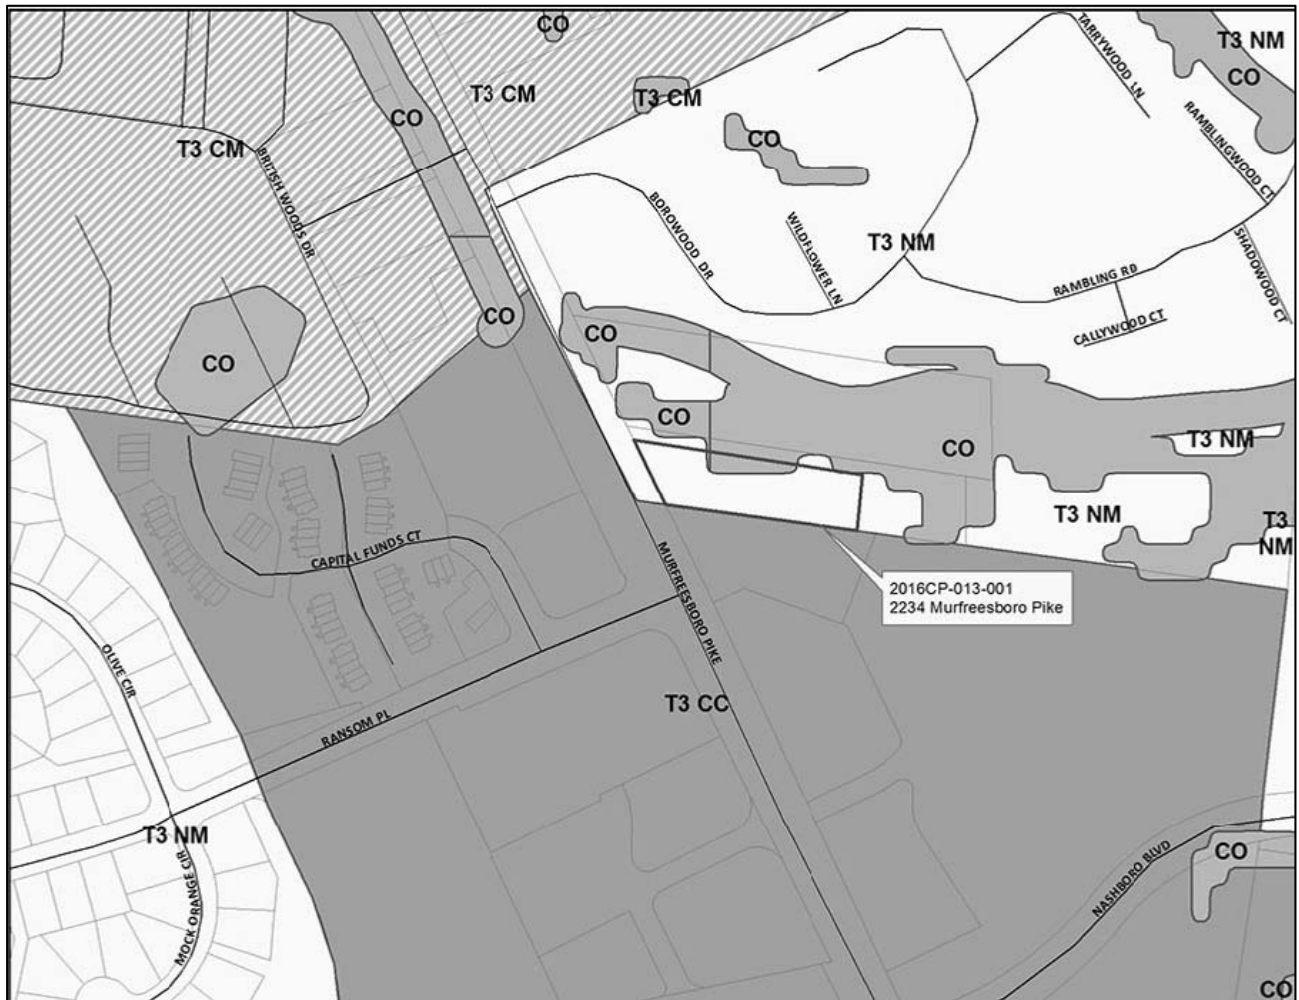 CO
T3 NM
CO
T3 CM
T3 CM
TARRYWOOD LN
CO
CO
RAMBLINGWOOD CT
T3 CM
BRITISH WOODS DR
BOROWOOD DR
WILDFLOWER LN
T3 NM
SHADOWOOD CT
RAMBLING RD
CALLYWOOD CT
CO
CO
CO
CO
T3 NM
CO
T3 NM
T3
NM
CAPITAL FUNDS CT
MURFREESBORO PIKE
2016CP-013-001
2234 Murfreesboro Pike
OLIVE CIR
T3 CC
RANSOM PL
T3 NM
CO
MOCK ORANGE CIR
NASHBORO BLVD
CO